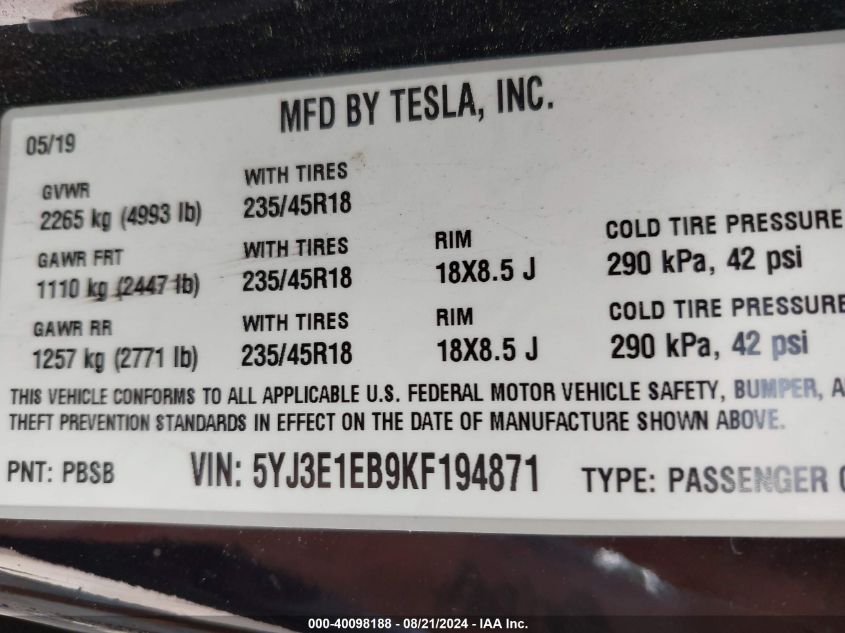 MFD BY TESLA, INC.
05/19
GVWR
2265 kg (4993 lb)
WITH TIRES
235/45R18
GAWR FRT
1110 kg (2447 lb)
WITH TIRES
235/45R18
RIM
18X8.5 J
COLD TIRE PRESSURE
290 kPa, 42 psi
GAWR RR
1257 kg (2771 lb)
WITH TIRES
235/45R18
RIM
18X8.5 J
COLD TIRE PRESSURE
290 kPa, 42 psi
THIS VEHICLE CONFORMS TO ALL APPLICABLE U.S. FEDERAL MOTOR VEHICLE SAFETY, BUMPER, A
THEFT PREVENTION STANDARDS IN EFFECT ON THE DATE OF MANUFACTURE SHOWN ABOVE.
PNT: PBSB VIN: 5YJ3E1EB9KF194871 TYPE: PASSENGER
000-40098188 - 08/21/2024 - IAA Inc.